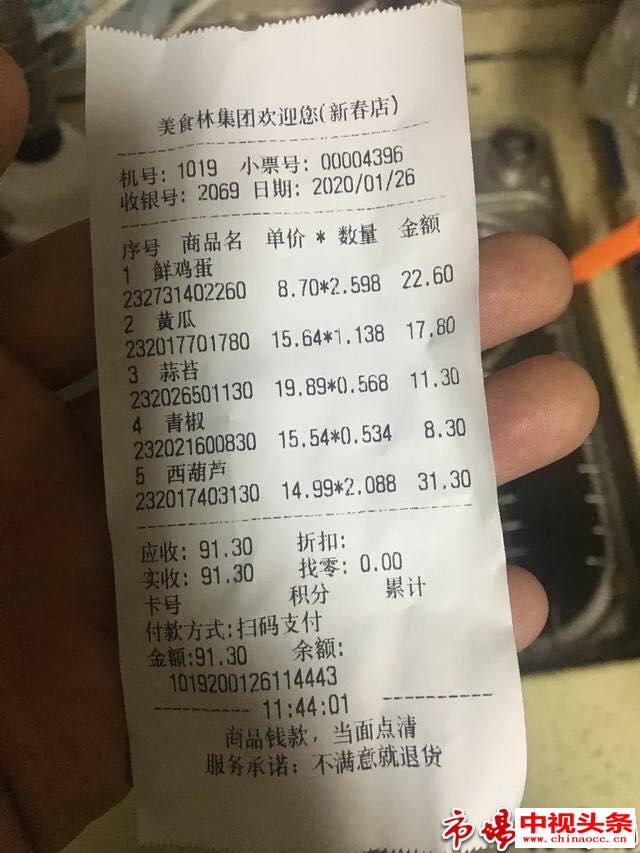 美食林集团欢迎您(新春店)
机号: 1019 小票号: 00004396
收银号: 2069 日期: 2020/01/26
序号 商品名 单价 * 数量 金额
1 鲜鸡蛋
232731402260 8.70*2.598 22.60
2 黄瓜
232017701780 15.64*1.138 17.80
3 蒜苔
232026501130 19.89*0.568 11.30
4 青椒
232021600830 15.54*0.534 8.30
5 西葫芦
232017403130 14.99*2.088 31.30
应收: 91.30 折扣:
实收: 91.30 找零: 0.00
卡号 积分 累计
付款方式:扫码支付
金额:91.30 余额:
1019200126114443
11:44:01
商品钱款，当面点清
服务承诺: 不满意就退货
市场 中视头条
www.chinaocc.cn